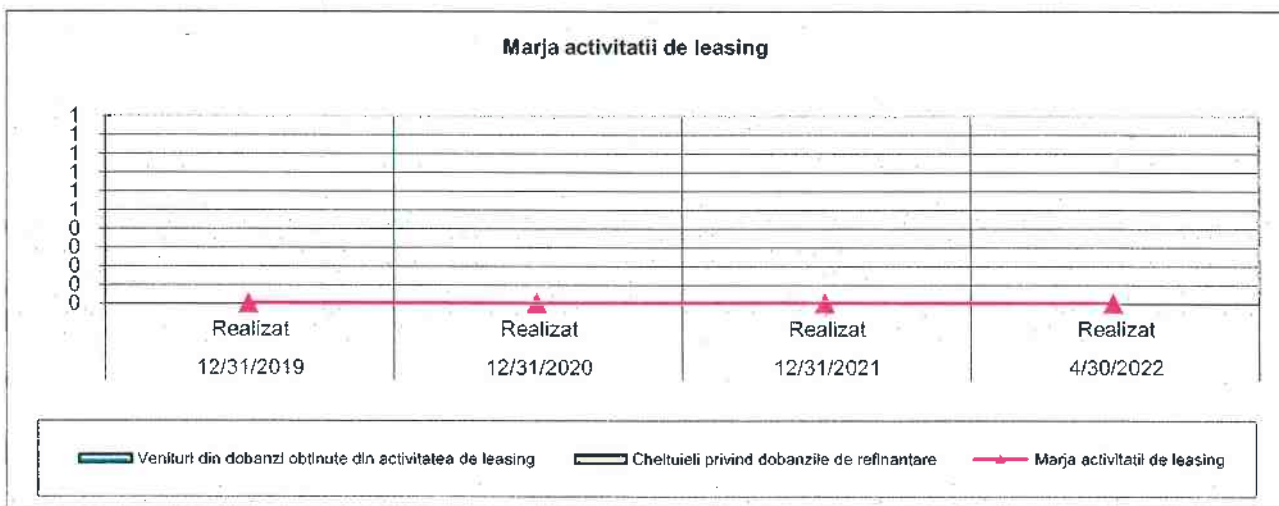 Marja activitatii de leasing
1
1
1
1
1
1
0
0
0
0
0
Realizat Realizat Realizat Realizat
12/31/2019 12/31/2020 12/31/2021 4/30/2022
Venituri din dobanzi obtinute din activitatea de leasing Cheltuieli privind dobanzile de refinantare Marja activitatii de leasing